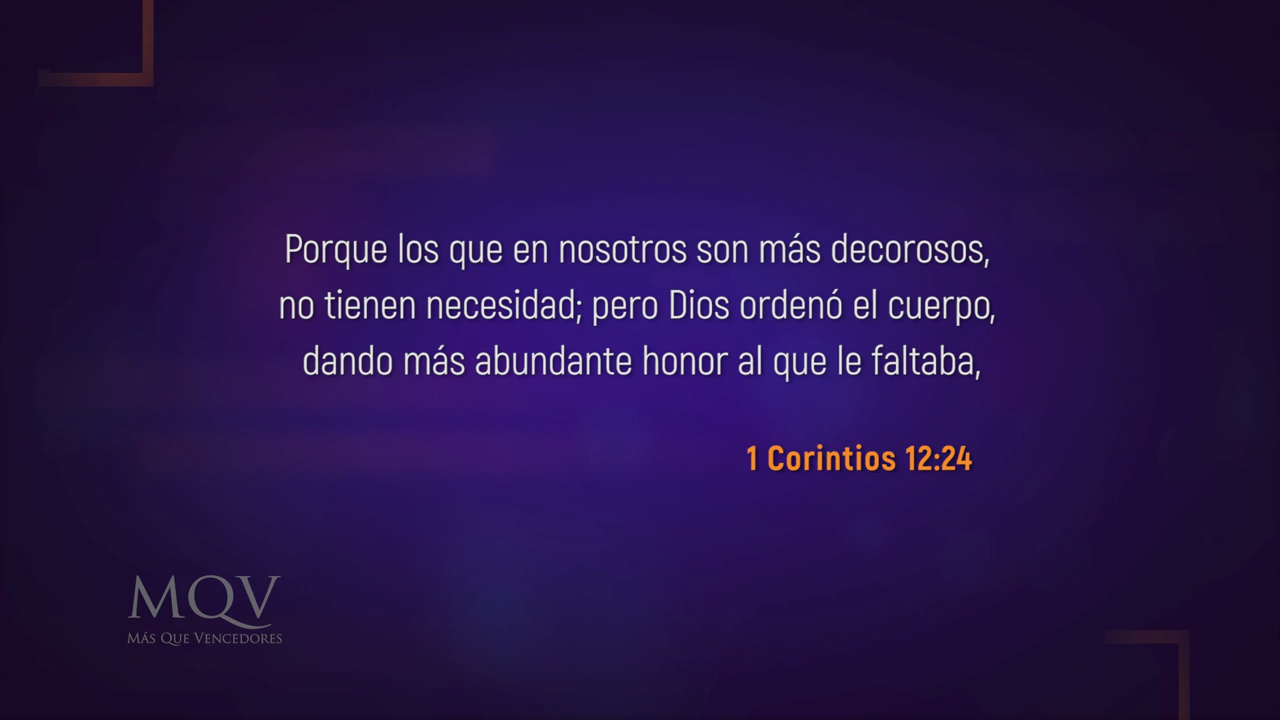 Porque los que en nosotros son más decorosos,
no tienen necesidad; pero Dios ordenó el cuerpo,
dando más abundante honor al que le faltaba,
1 Corintios 12:24
MQV
Más Que Vencedores